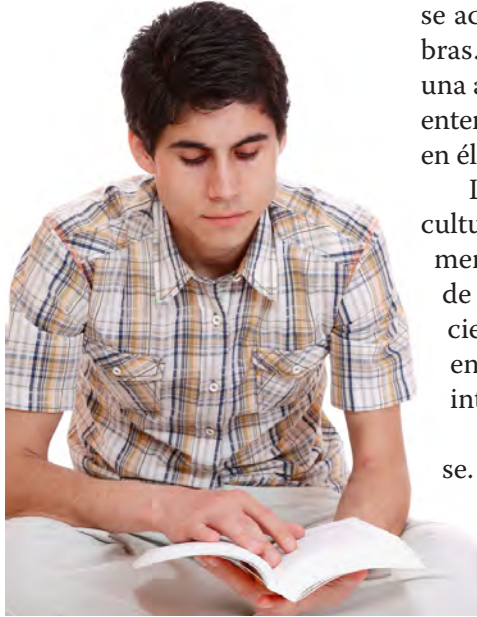 se ac
bras.
una a
enter
en él
I
cultu
mer
de
cie
en
int
se.